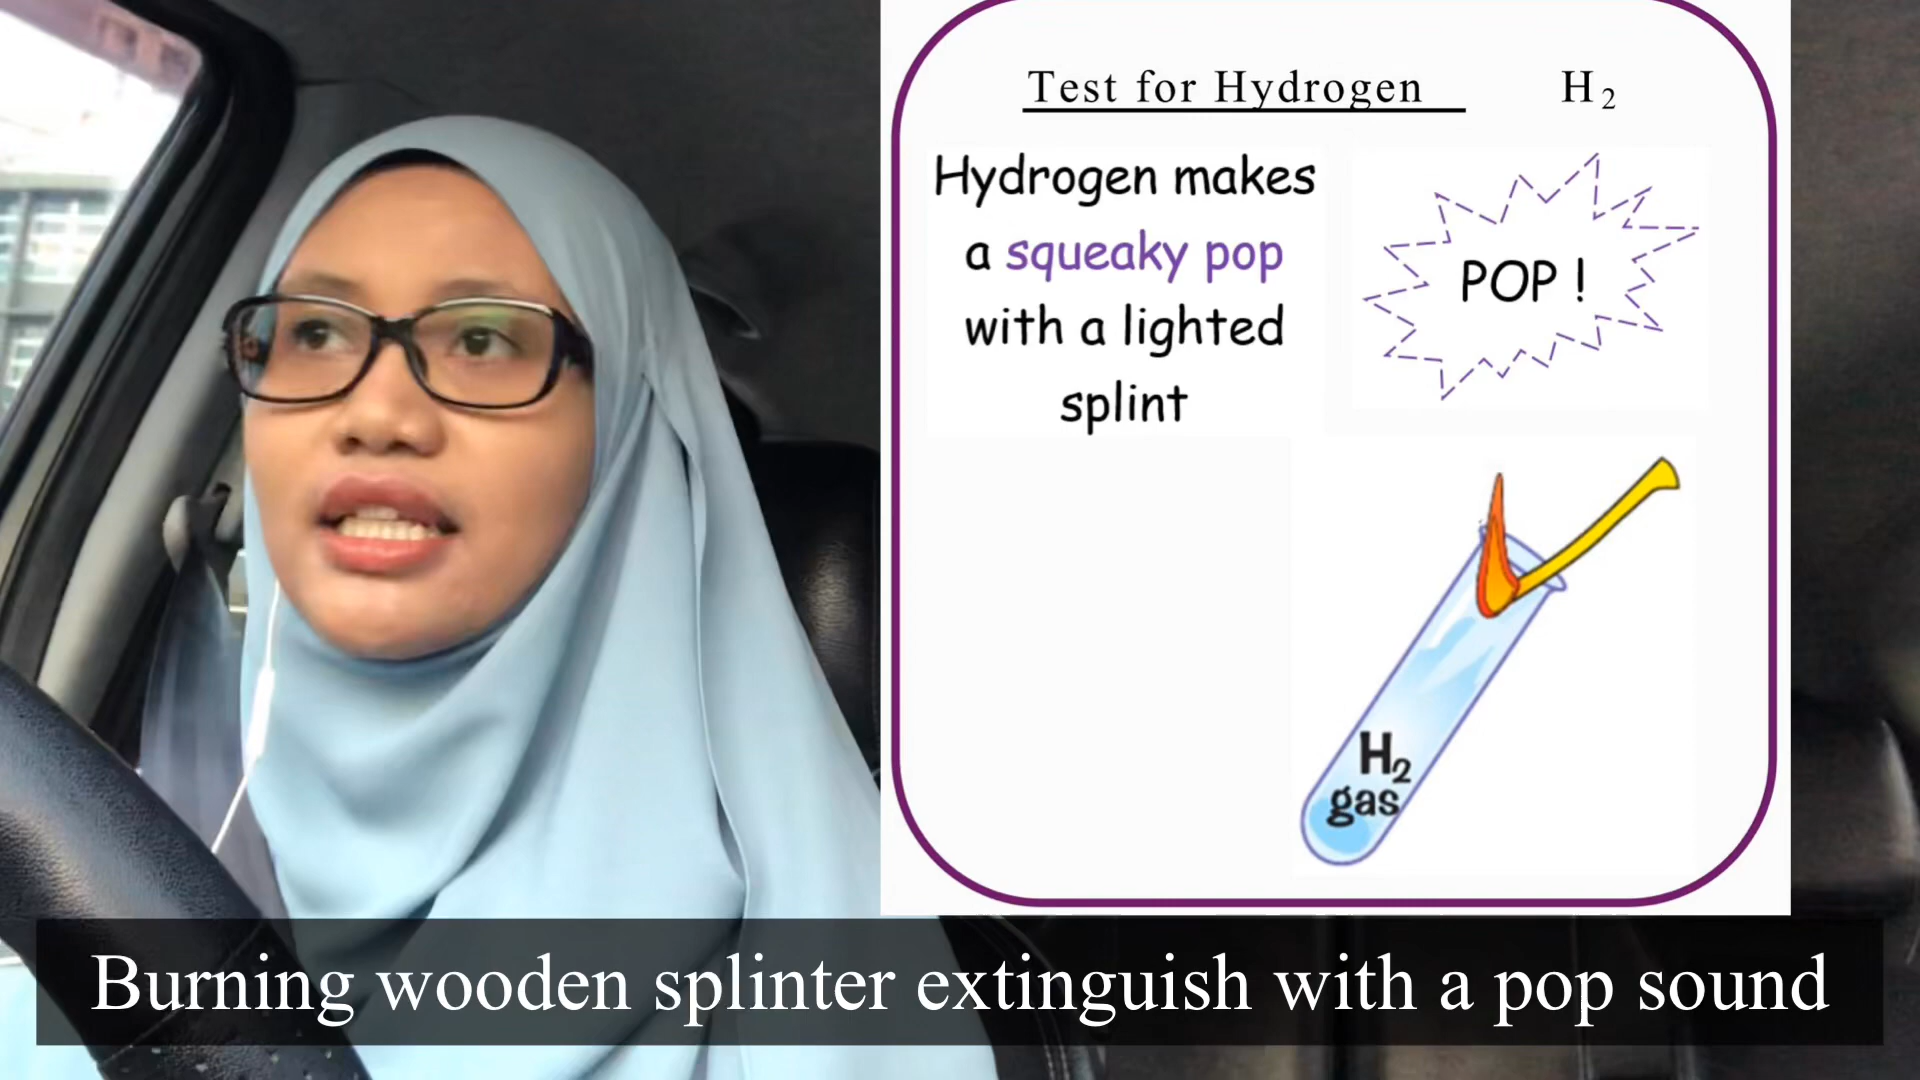 Test for Hydrogen H2
Hydrogen makes
a squeaky pop
with a lighted
splint
POP !
H2
gas
Burning wooden splinter extinguish with a pop sound